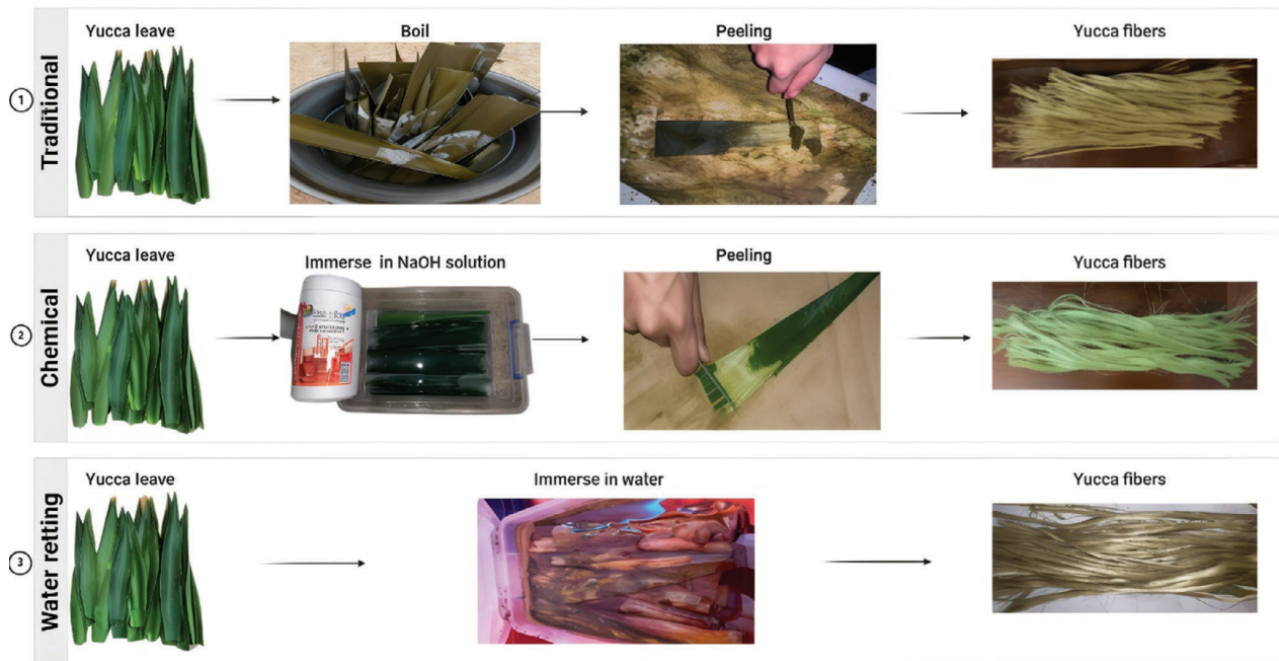 Yucca leave
Boil
Peeling
Yucca fibers
1
Traditional
Yucca leave
Immerse in NaOH solution
Peeling
Yucca fibers
2
Chemical
Yucca leave
Immerse in water
Yucca fibers
3
Water retting